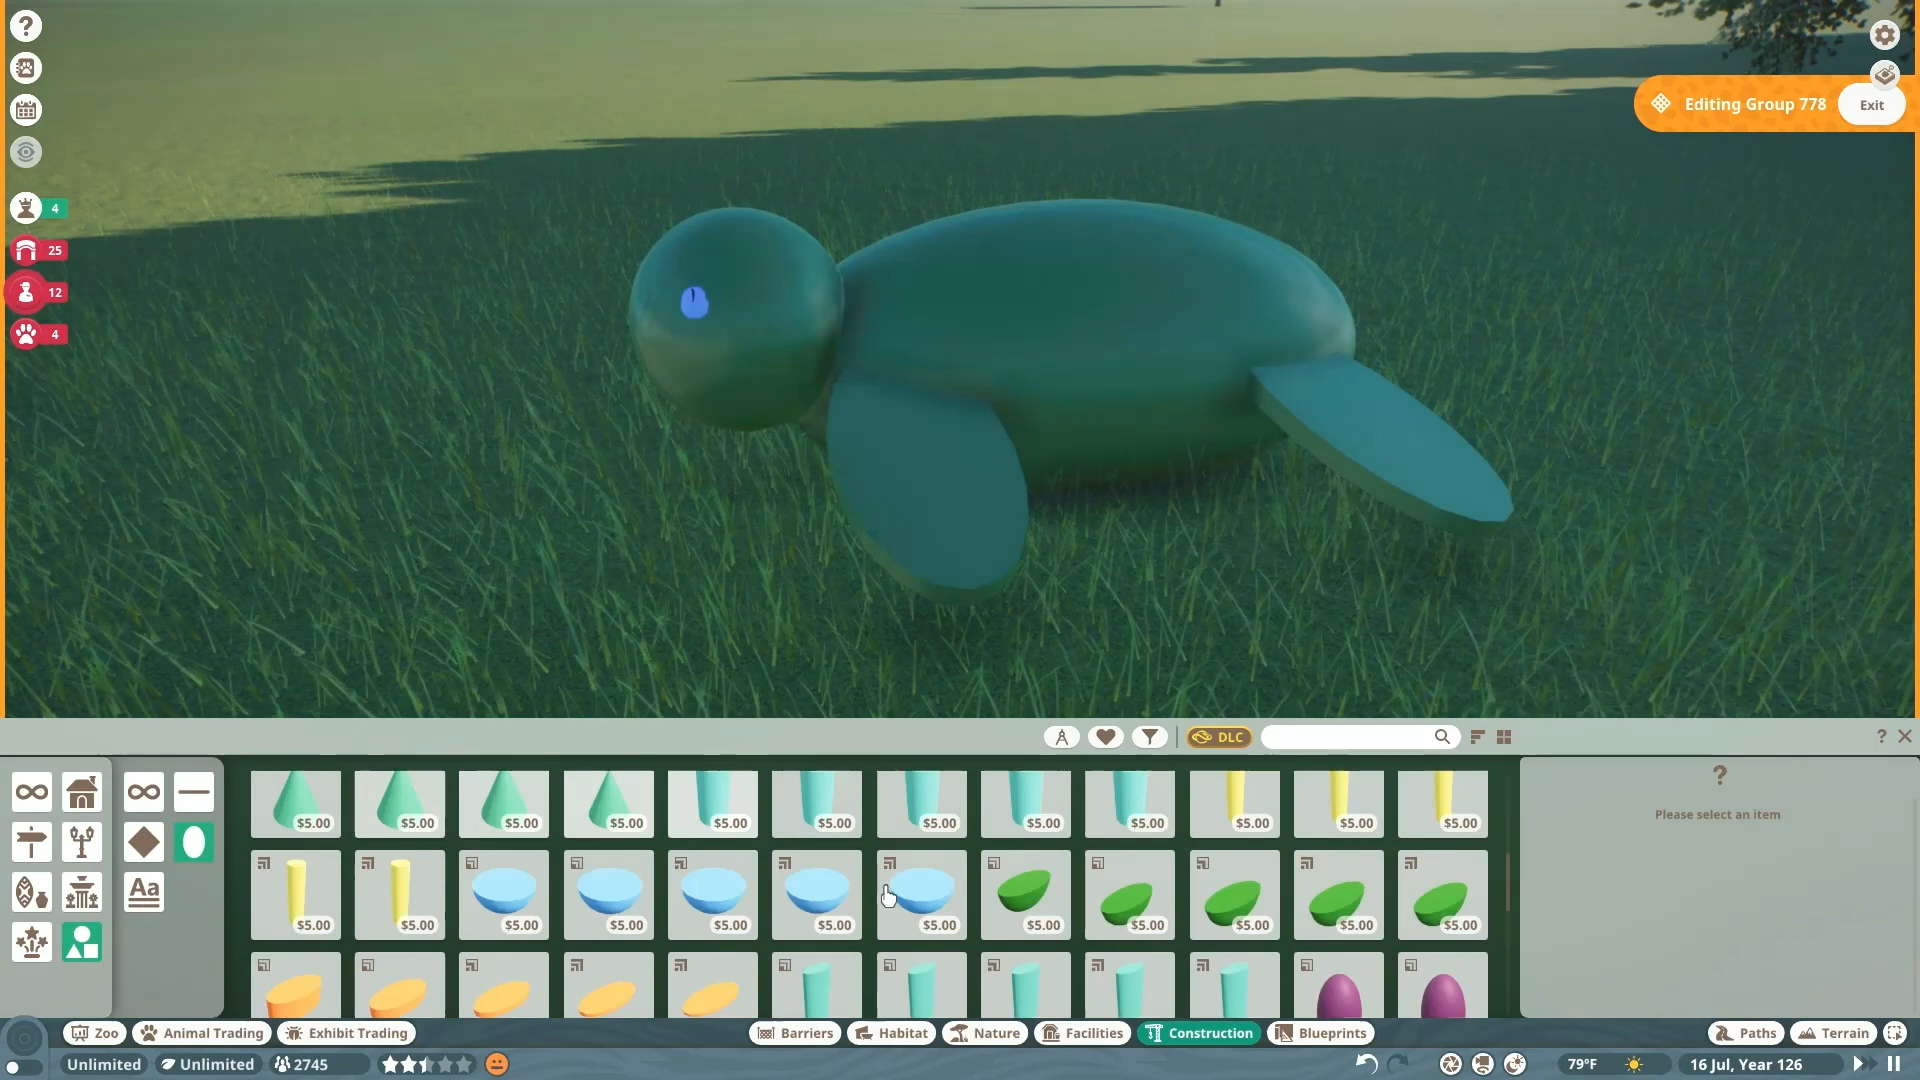 ?
Editing Group 778
Exit
4
25
12
4
DLC
?
?
Please select an item
$5.00 $5.00 $5.00 $5.00 $5.00 $5.00 $5.00 $5.00 $5.00 $5.00 $5.00 $5.00
Aa
$5.00 $5.00 $5.00 $5.00 $5.00 $5.00 $5.00 $5.00 $5.00 $5.00 $5.00 $5.00
Zoo Animal Trading Exhibit Trading Barriers Habitat Nature Facilities Construction Blueprints Paths Terrain
Unlimited Unlimited 2745 79°F 16 Jul, Year 126